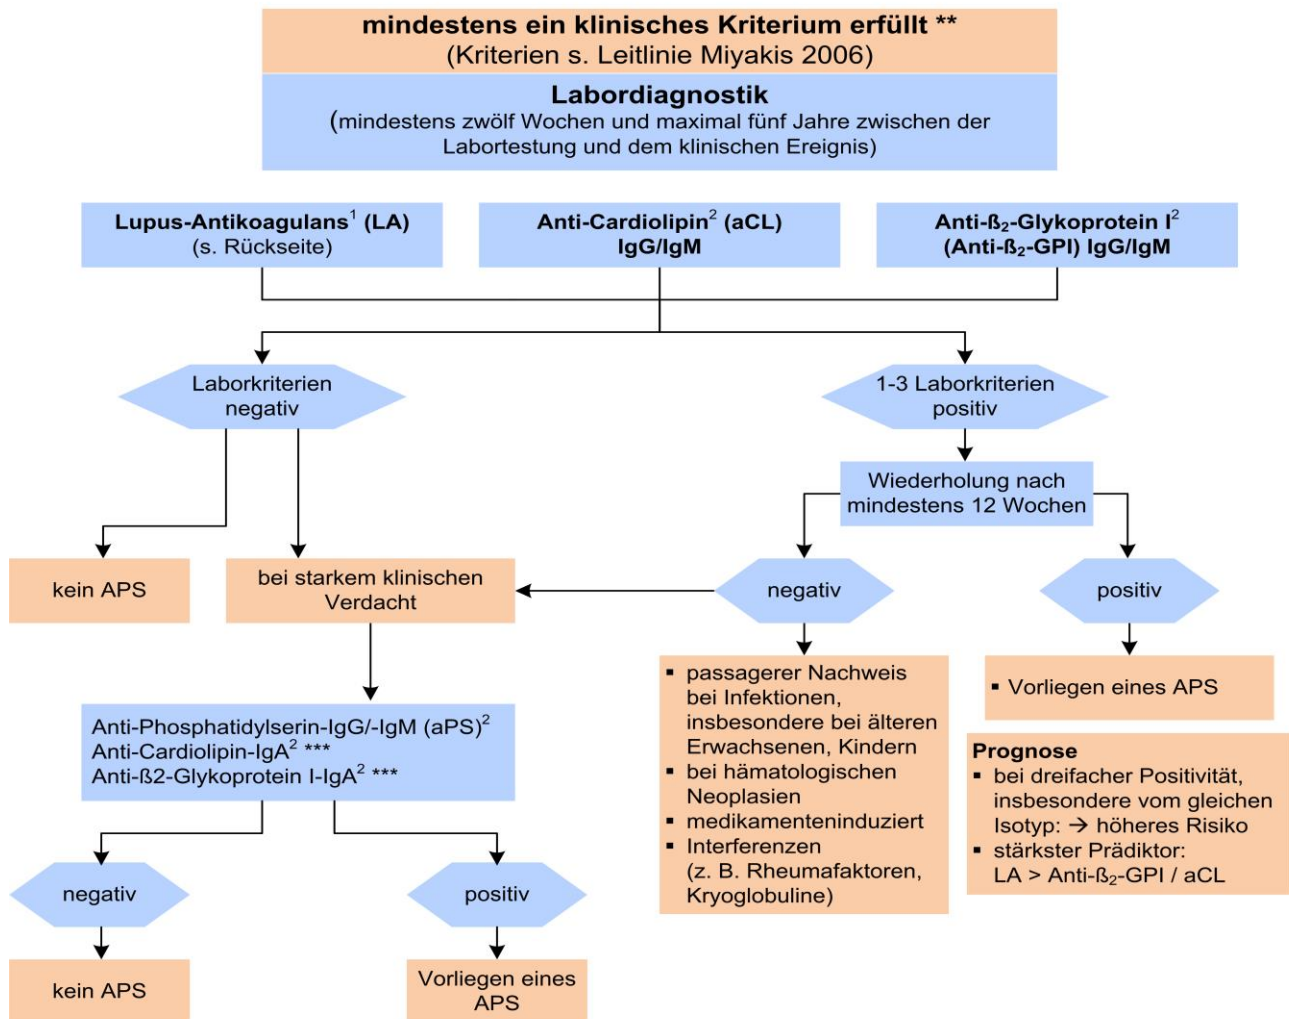 mindestens ein klinisches Kriterium erfüllt **
(Kriterien s. Leitlinie Miyakis 2006)
Labordiagnostik
(mindestens zwölf Wochen und maximal fünf Jahre zwischen der
Labortestung und dem klinischen Ereignis)
Lupus-Antikoagulans¹ (LA)
(s. Rückseite)
Anti-Cardiolipin² (aCL)
IgG/IgM
Anti-ß₂-Glykoprotein I²
(Anti-ß₂-GPI) IgG/IgM
Laborkriterien
negativ
1-3 Laborkriterien
positiv
Wiederholung nach
mindestens 12 Wochen
kein APS
bei starkem klinischen
Verdacht
negativ
positiv
▪ passagerer Nachweis
bei Infektionen,
insbesondere bei älteren
Erwachsenen, Kindern
▪ bei hämatologischen
Neoplasien
▪ medikamenteninduziert
▪ Interferenzen
(z. B. Rheumafaktoren,
Kryoglobuline)
▪ Vorliegen eines APS
Prognose
▪ bei dreifacher Positivität,
insbesondere vom gleichen
Isotyp: → höheres Risiko
▪ stärkster Prädiktor:
LA > Anti-ß₂-GPI / aCL
Anti-Phosphatidylserin-IgG/-IgM (aPS)²
Anti-Cardiolipin-IgA² ***
Anti-ß2-Glykoprotein I-IgA² ***
negativ
positiv
kein APS
Vorliegen eines
APS